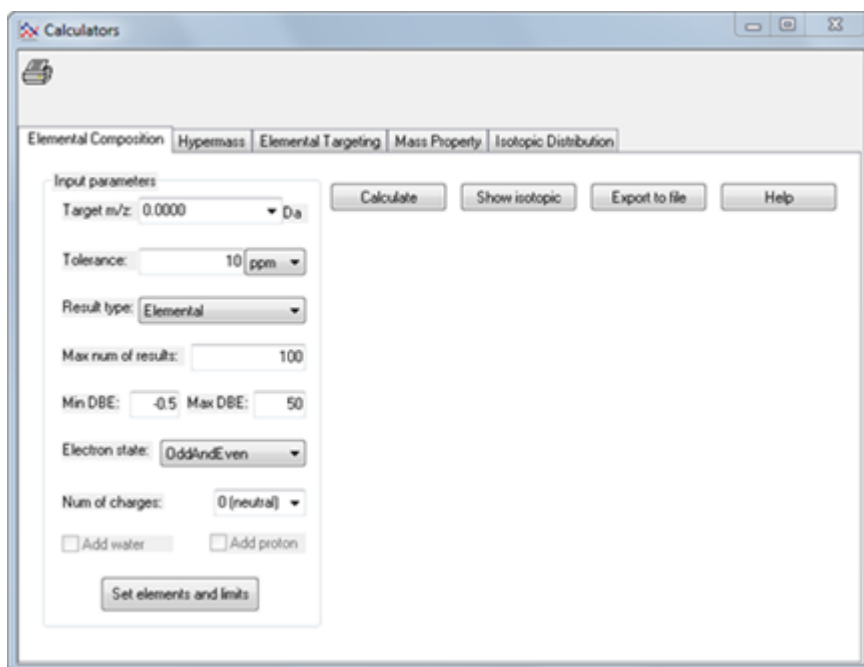 Calculators
Elemental Composition Hypermass Elemental Targeting Mass Property Isotopic Distribution
Input parameters
Calculate Show isotopic Export to file Help
Target m/z: 0.0000 Da
Tolerance: 10 ppm
Result type: Elemental
Max num of results: 100
Min DBE: -0.5 Max DBE: 50
Electron state: OddAndEven
Num of charges: 0 (neutral)
Add water Add proton
Set elements and limits